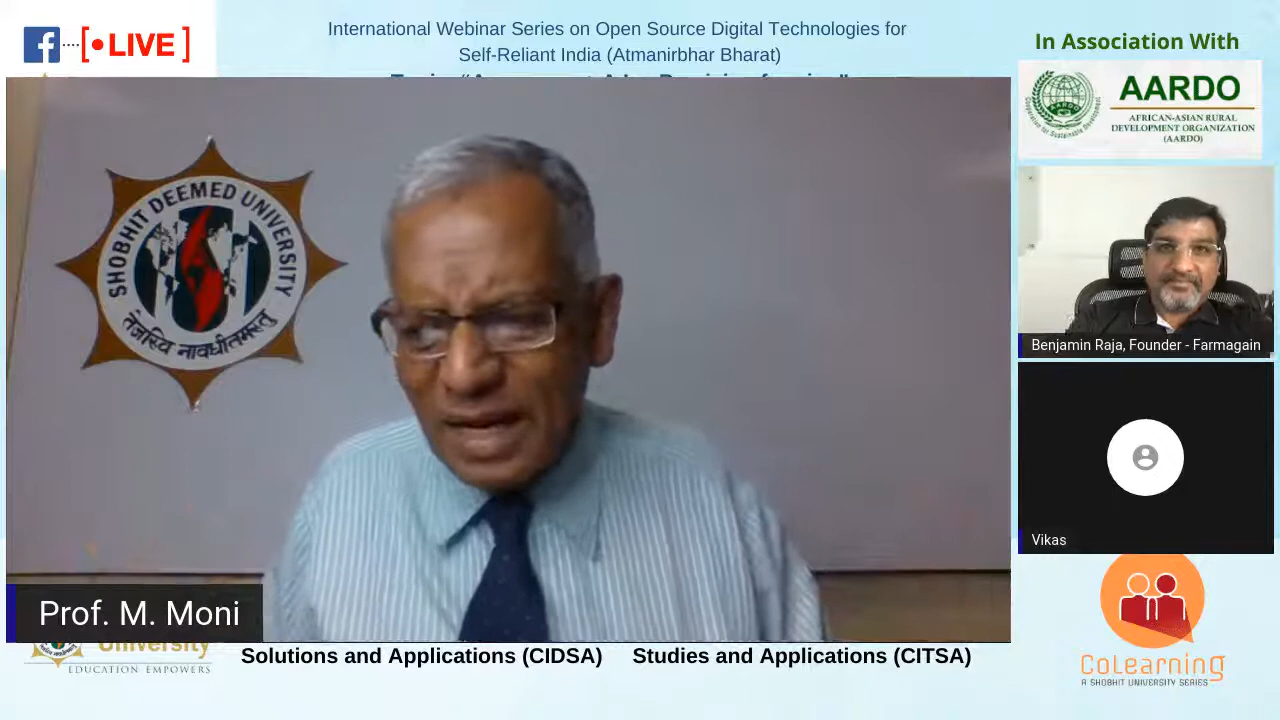 LIVE
International Webinar Series on Open Source Digital Technologies for
Self-Reliant India (Atmanirbhar Bharat)
In Association With
AARDO
AFRICAN-ASIAN RURAL
DEVELOPMENT ORGANIZATION
(AARDO)
SHOBHIT DEEMED UNIVERSITY
तेजस्वि नावधीतमस्तु
Benjamin Raja, Founder - Farmagain
Vikas
Prof. M. Moni
University
EDUCATION EMPOWERS
Solutions and Applications (CIDSA)
Studies and Applications (CITSA)
CoLearning
A SHOBHIT UNIVERSITY SERIES